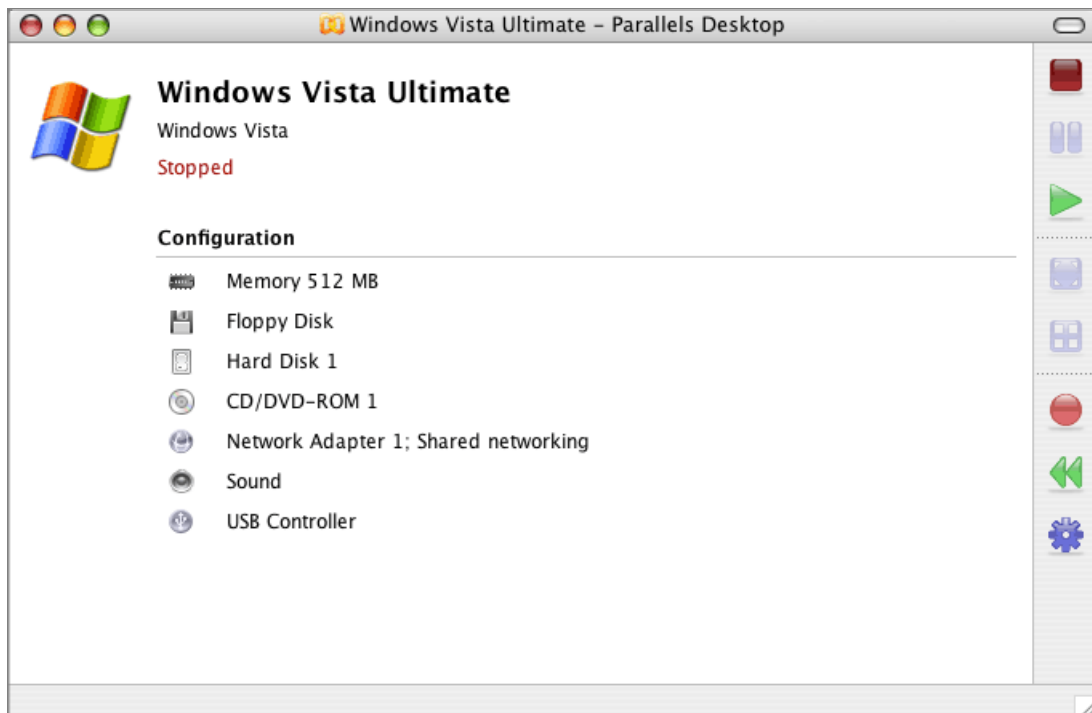 Windows Vista Ultimate – Parallels Desktop
Windows Vista Ultimate
Windows Vista
Stopped
Configuration
Memory 512 MB
Floppy Disk
Hard Disk 1
CD/DVD-ROM 1
Network Adapter 1; Shared networking
Sound
USB Controller